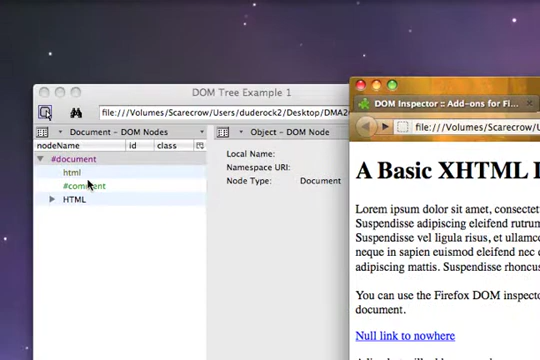 DOM Tree Example 1
file:///Volumes/Scarecrow/Users/duderock2/Desktop/DMA2
Document – DOM Nodes
nodeName id class
#document
html
#comment
HTML
Object – DOM Node
Local Name:
Namespace URI:
Node Type: Document
DOM Inspector :: Add-ons for Fi...
file:///Volumes/Scarecrow/U
A Basic XHTML
Lorem ipsum dolor sit amet, consectet
Suspendisse adipiscing eleifend rutrum
Suspendisse vel ligula risus, et ullamco
neque in sapien euismod eleifend nec
adipiscing mattis. Suspendisse rhoncus
You can use the Firefox DOM inspecto
document.
Null link to nowhere